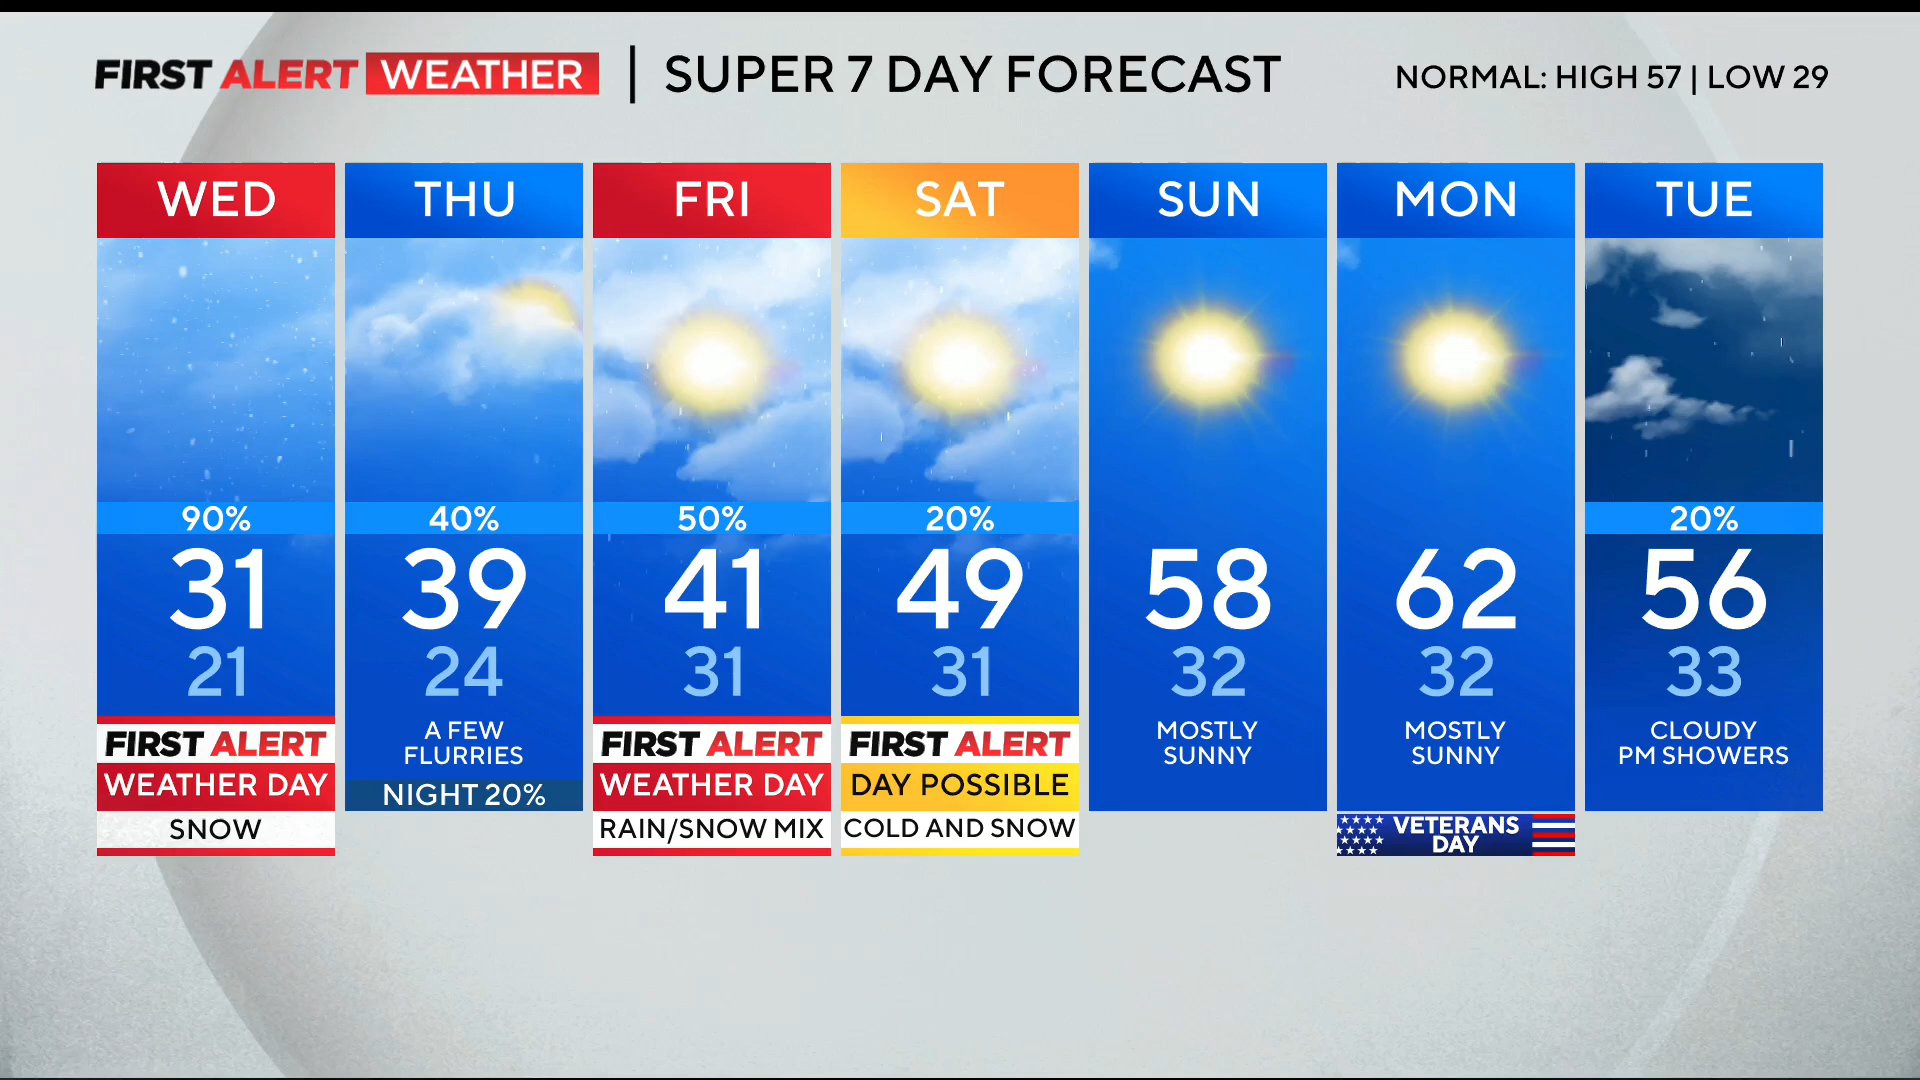 FIRST ALERT WEATHER | SUPER 7 DAY FORECAST
NORMAL: HIGH 57 | LOW 29
WED
90%
31
21
FIRST ALERT
WEATHER DAY
SNOW
THU
40%
39
24
A FEW
FLURRIES
NIGHT 20%
FRI
50%
41
31
FIRST ALERT
WEATHER DAY
RAIN/SNOW MIX
SAT
20%
49
31
FIRST ALERT
DAY POSSIBLE
COLD AND SNOW
SUN
58
32
MOSTLY
SUNNY
MON
62
32
MOSTLY
SUNNY
VETERANS
DAY
TUE
20%
56
33
CLOUDY
PM SHOWERS